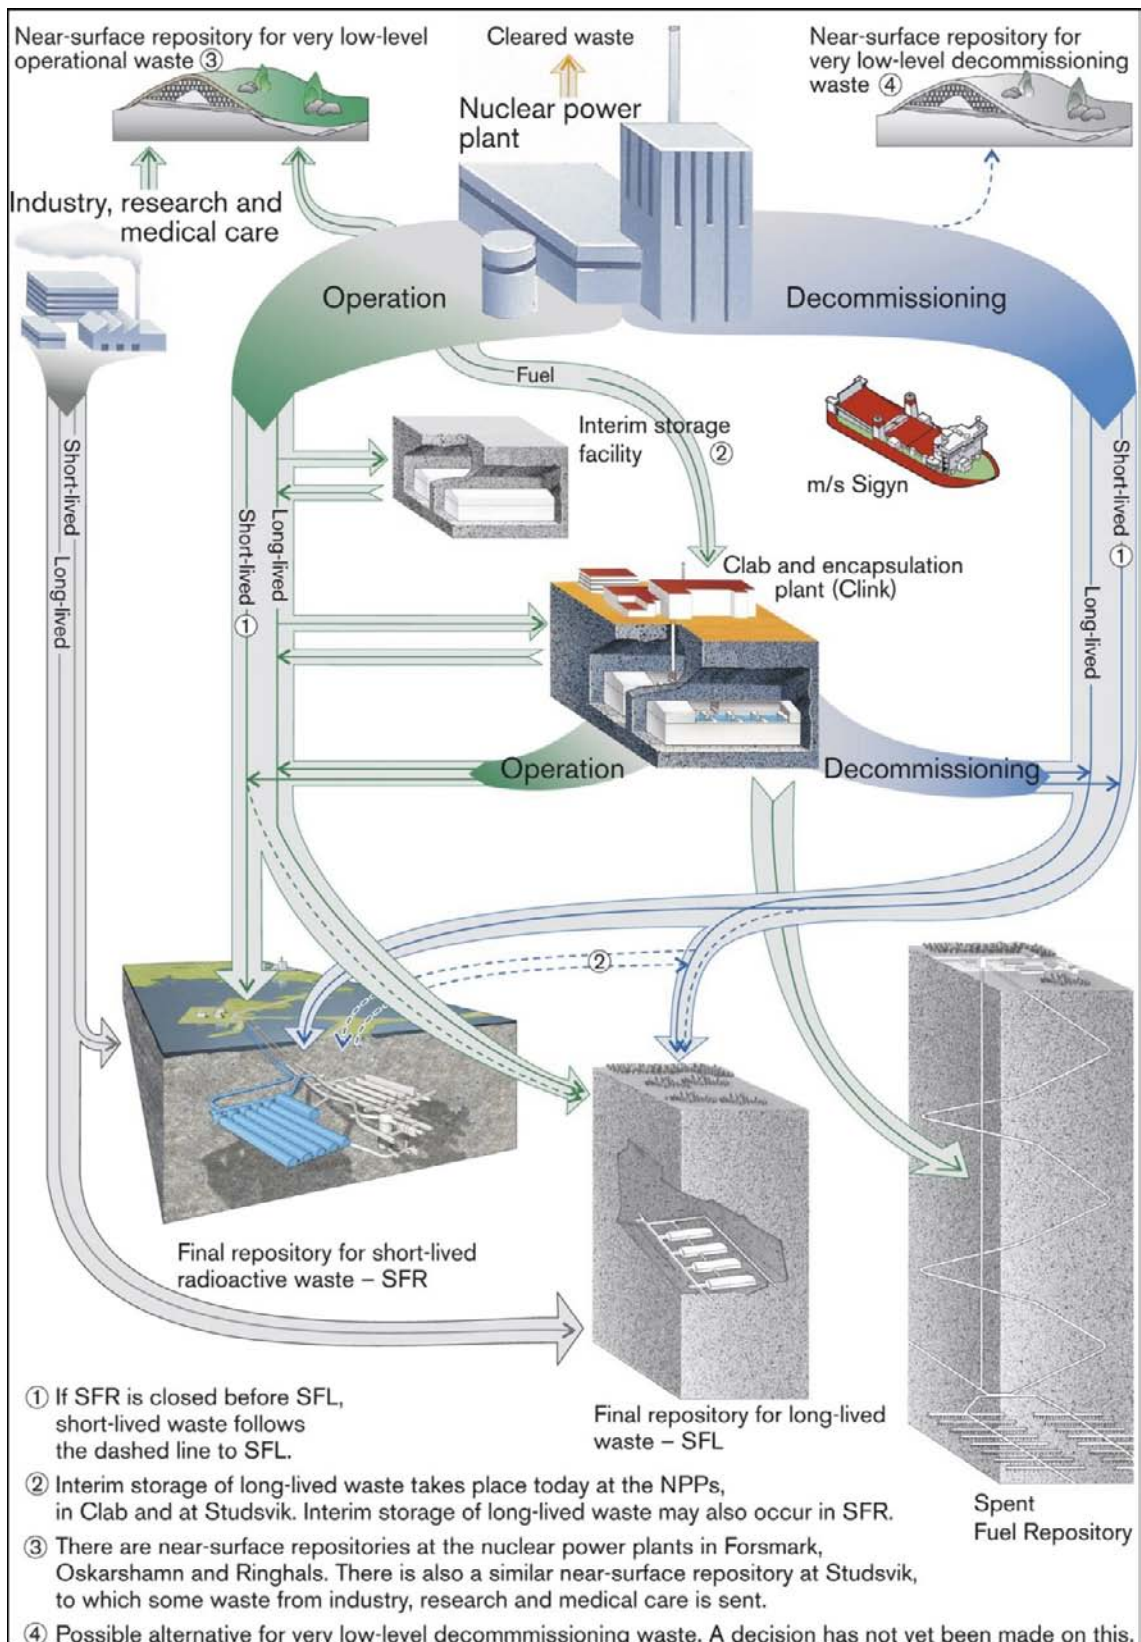 Near-surface repository for very low-level
operational waste ③
Cleared waste
Near-surface repository for
very low-level decommissioning
waste ④
Nuclear power
plant
Industry, research and
medical care
Operation
Decommissioning
Fuel
Interim storage
facility
②
m/s Sigyn
Short-lived
Long-lived
Short-lived ①
Long-lived
Short-lived ①
Long-lived
Clab and encapsulation
plant (Clink)
Operation
Decommissioning
②
Final repository for short-lived
radioactive waste – SFR
Final repository for long-lived
waste – SFL
Spent
Fuel Repository
① If SFR is closed before SFL,
short-lived waste follows
the dashed line to SFL.
② Interim storage of long-lived waste takes place today at the NPPs,
in Clab and at Studsvik. Interim storage of long-lived waste may also occur in SFR.
③ There are near-surface repositories at the nuclear power plants in Forsmark,
Oskarshamn and Ringhals. There is also a similar near-surface repository at Studsvik,
to which some waste from industry, research and medical care is sent.
④ Possible alternative for very low-level decommmissioning waste. A decision has not yet been made on this.